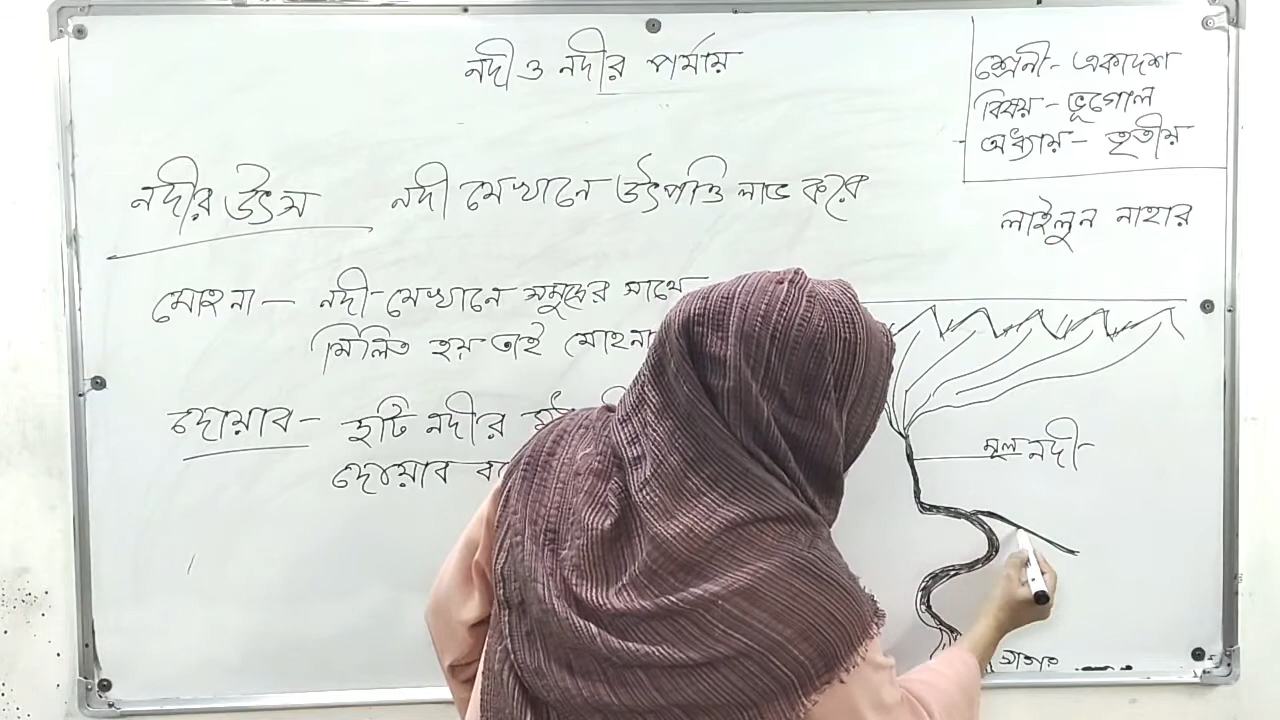 নদী ও নদীর পর্যায়
শ্রেনী - একাদশ
বিষয় - ভূগোল
অধ্যায় - তৃতীয়
লাইলুন নাহার
নদীর উৎস নদী যেখানে উৎপত্তি লাভ করে
মোহনা - নদী যেখানে সমুদ্রের সাথে
মিলিত হয় তাই মোহনা
দোয়াব - দুটি নদীর
দোয়াব
মূল নদী